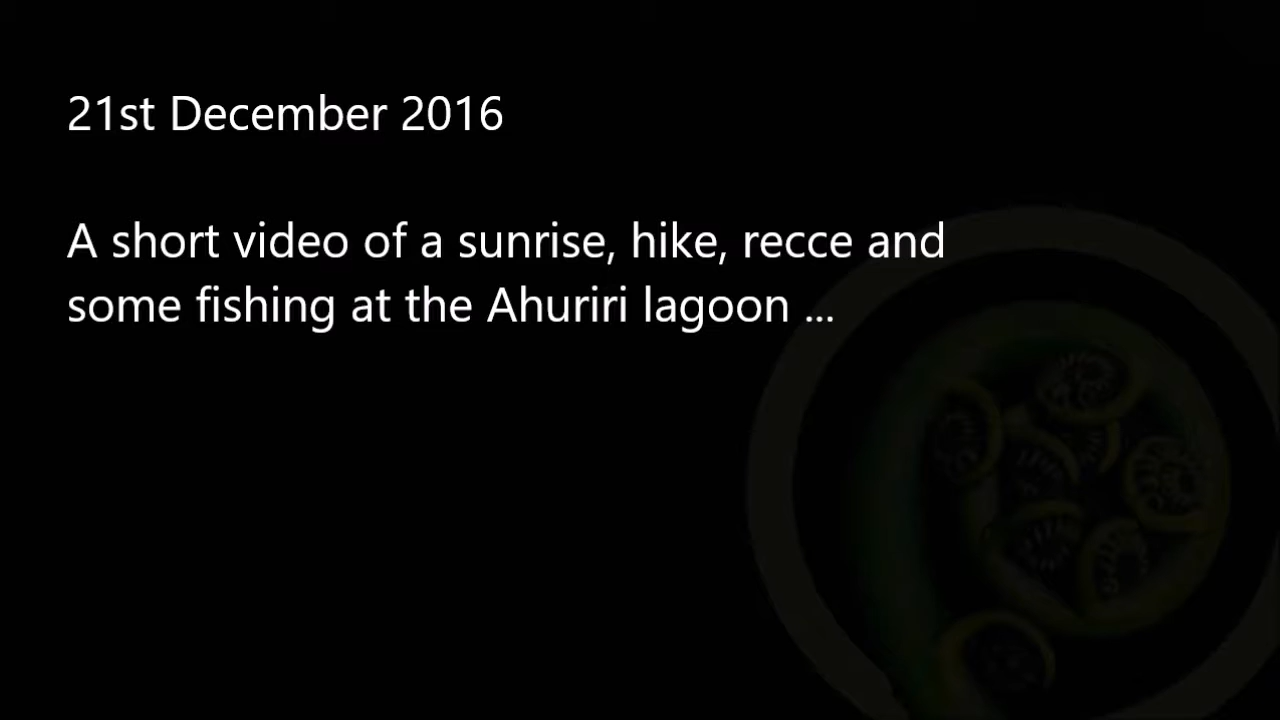 21st December 2016
A short video of a sunrise, hike, recce and
some fishing at the Ahuriri lagoon ...